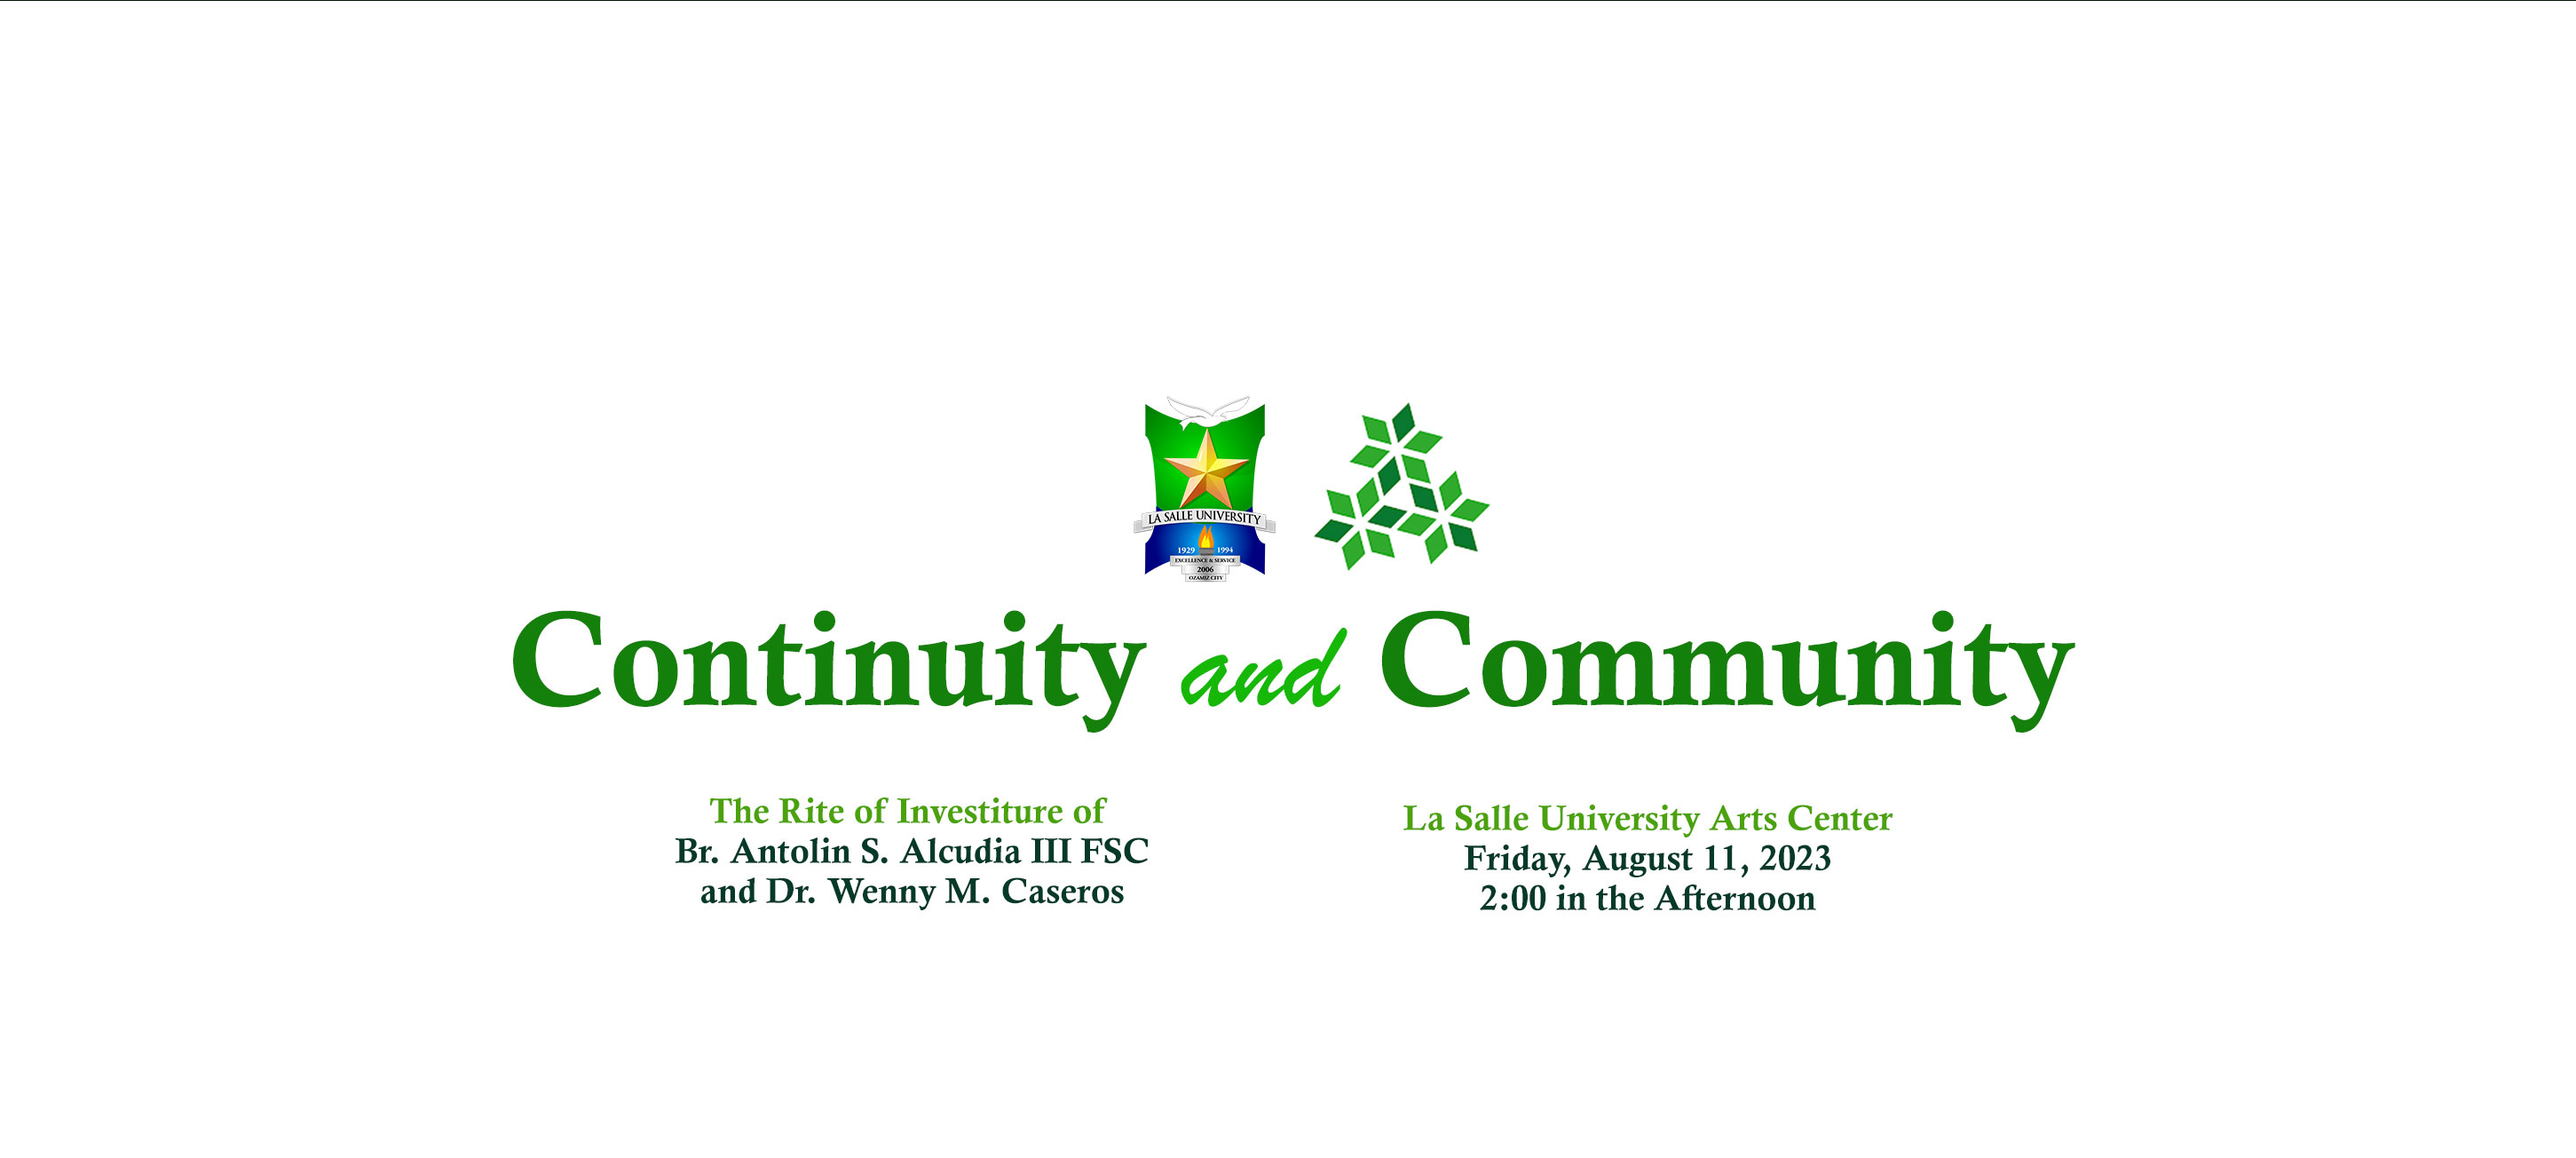 LA SALLE UNIVERSITY
1929 1994
EXCELLENCE & SERVICE
2006
OZAMIZ CITY
Continuity and Community
The Rite of Investiture of
Br. Antolin S. Alcudia III FSC
and Dr. Wenny M. Caseros
La Salle University Arts Center
Friday, August 11, 2023
2:00 in the Afternoon